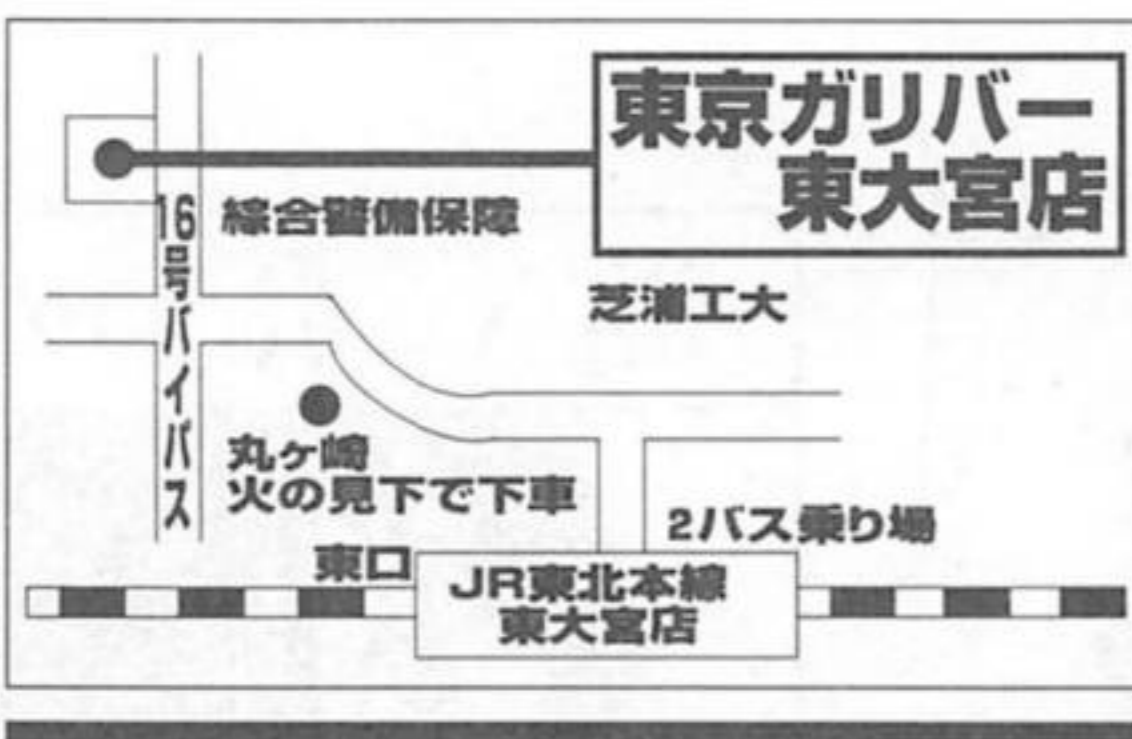 東京ガリバー
東大宮店
綜合警備保障
16号バイパス
芝浦工大
丸ヶ崎
火の見下で下車
2バス乗り場
東口
JR東北本線
東大宮店